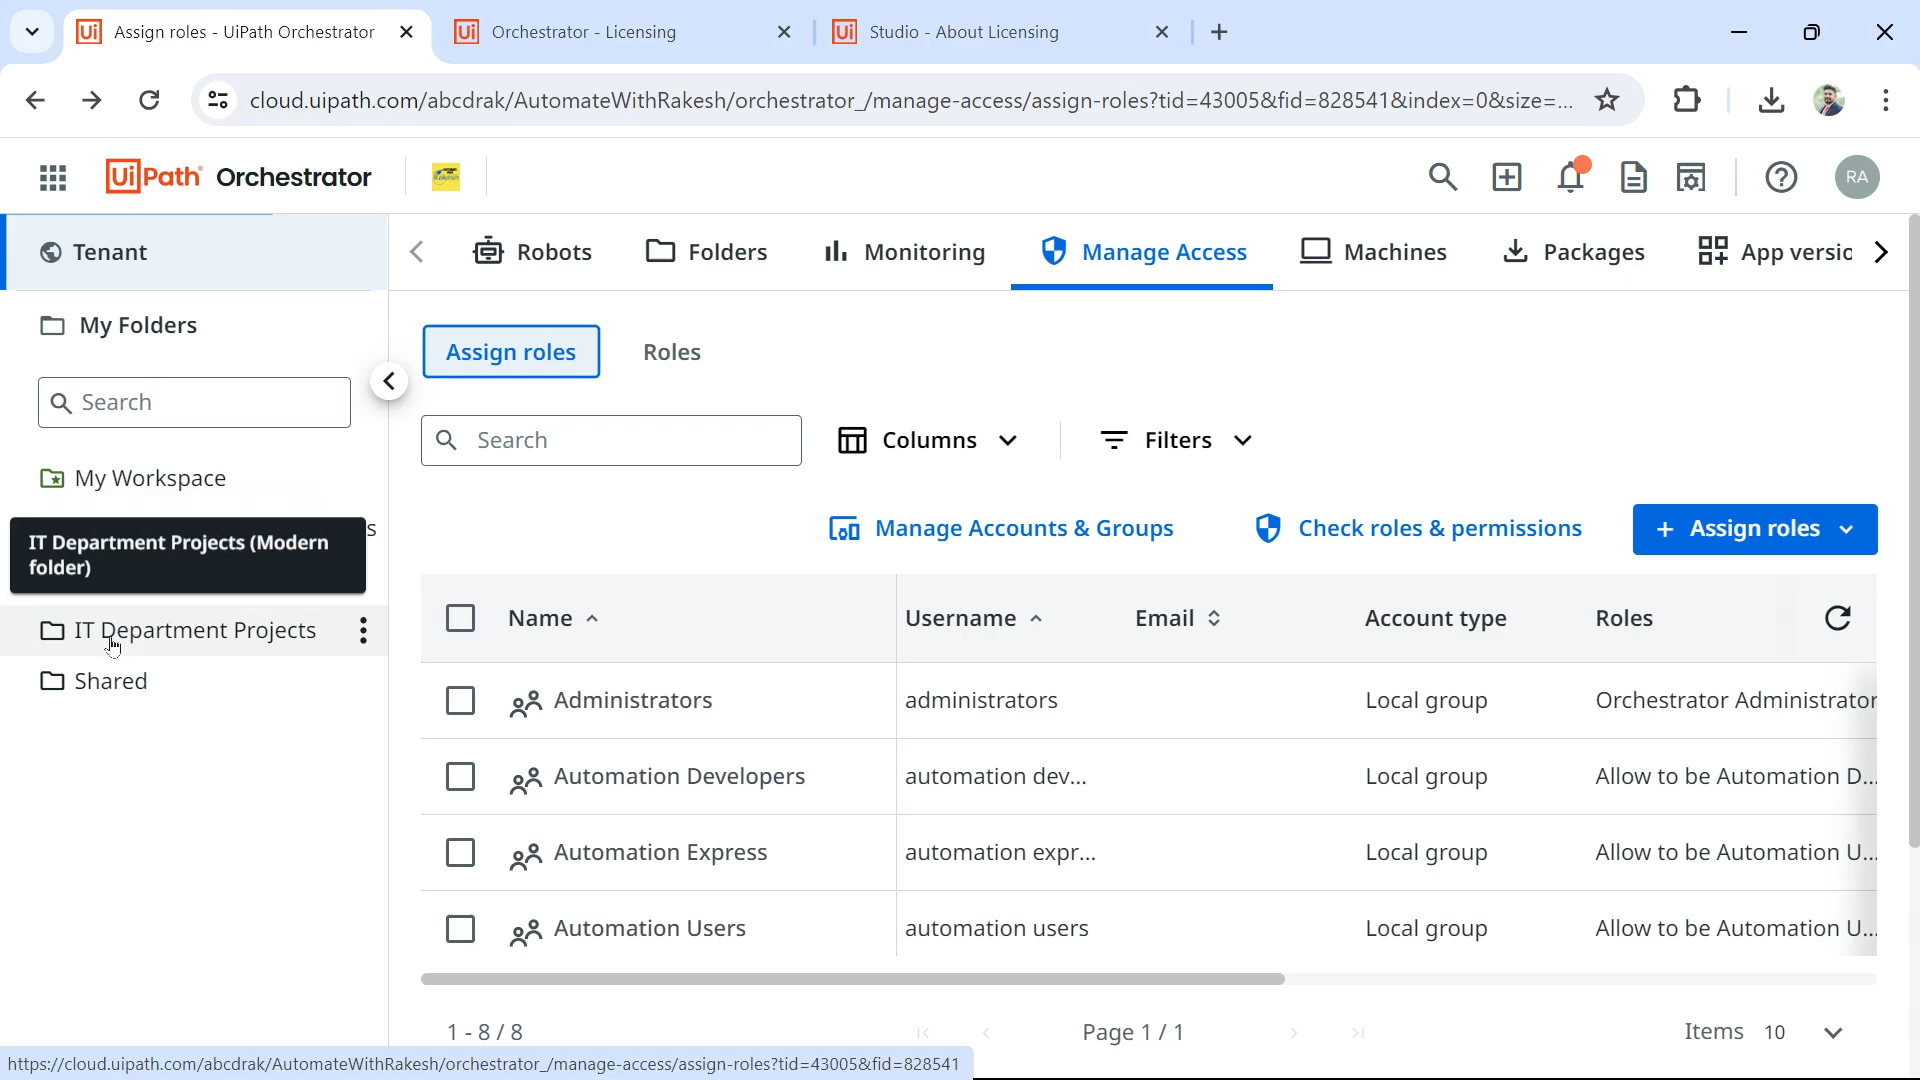 Assign roles - UiPath Orchestrator
Orchestrator - Licensing
Studio - About Licensing
cloud.uipath.com/abcdrak/AutomateWithRakesh/orchestrator_/manage-access/assign-roles?tid=43005&fid=828541&index=0&size=...
UiPath Orchestrator
RA
Tenant
Robots
Folders
Monitoring
Manage Access
Machines
Packages
App versio
My Folders
Assign roles
Roles
Search
Search
Columns
Filters
My Workspace
s
IT Department Projects (Modern
folder)
Manage Accounts & Groups
Check roles & permissions
Assign roles
IT Department Projects
Shared
Name
Username
Email
Account type
Roles
Administrators
administrators
Local group
Orchestrator Administrator
Automation Developers
automation dev...
Local group
Allow to be Automation D...
Automation Express
automation expr...
Local group
Allow to be Automation U...
Automation Users
automation users
Local group
Allow to be Automation U...
1 - 8 / 8
Page 1 / 1
Items 10
https://cloud.uipath.com/abcdrak/AutomateWithRakesh/orchestrator_/manage-access/assign-roles?tid=43005&fid=828541